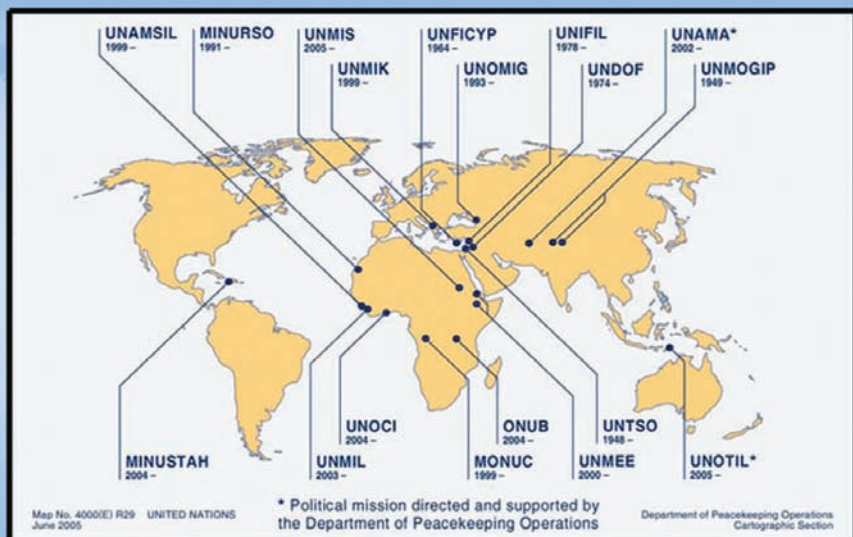 UNAMSIL MINURSO UNMIS UNFICYP UNIFIL UNAMA*
1999 – 1991 – 2005 – 1964 – 1978 – 2002 –
UNMIK UNOMIG UNDOF UNMOGIP
1999 – 1993 – 1974 – 1949 –
UNOCI ONUB UNTSO
2004 – 2004 – 1948 –
MINUSTAH UNMIL MONUC UNMEE UNOTIL*
2004 – 2003 – 1999 – 2000 – 2005 –
* Political mission directed and supported by
the Department of Peacekeeping Operations
Map No. 4000(E) R29 UNITED NATIONS
June 2005
Department of Peacekeeping Operations
Cartographic Section